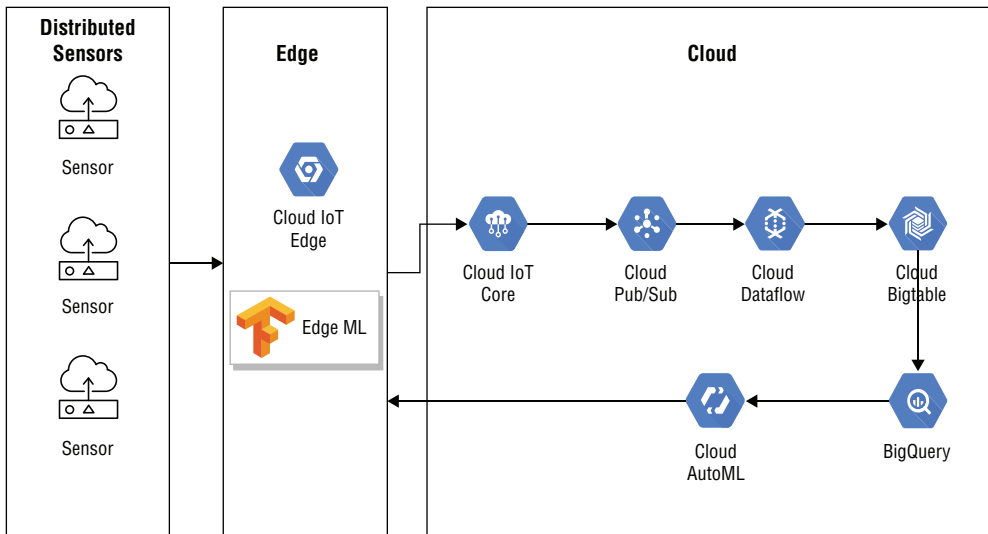 Distributed
Sensors
Sensor
Sensor
Sensor
Edge
Cloud IoT
Edge
Edge ML
Cloud
Cloud IoT
Core
Cloud
Pub/Sub
Cloud
Dataflow
Cloud
Bigtable
Cloud
AutoML
BigQuery